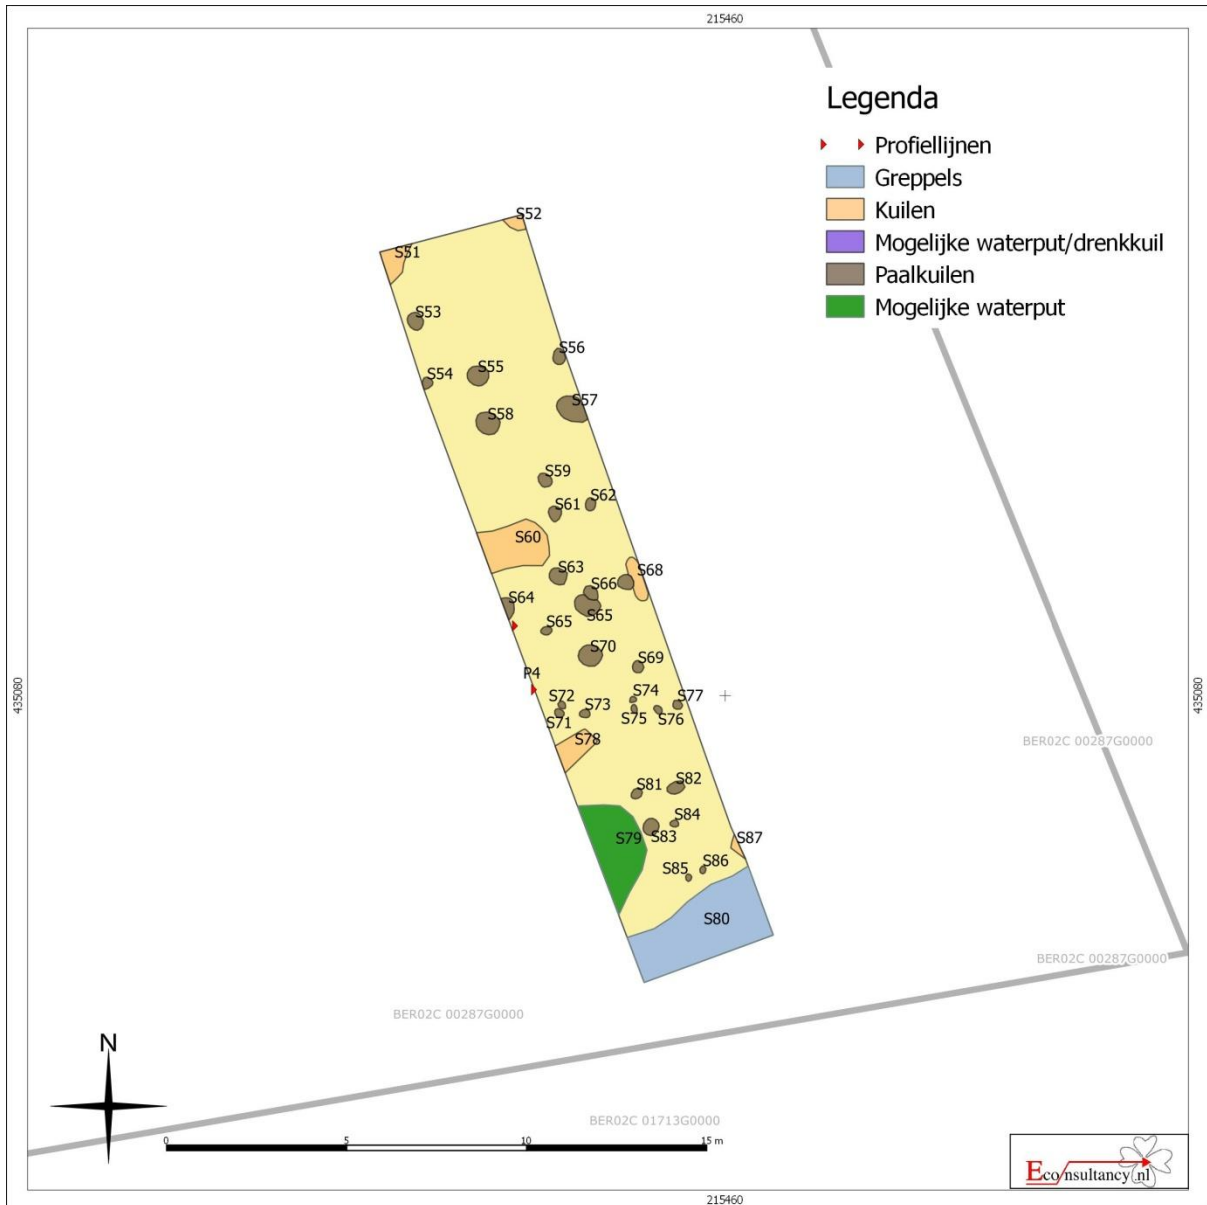 215460
Legenda
Profiellijnen
Greppels
Kuilen
Mogelijke waterput/drenkkuil
Paalkuilen
Mogelijke waterput
S52
S51
S53
S56
S54
S55
S57
S58
S59
S62
S61
S60
S63
S68
S66
S64
S65
S65
S70
S69
P4
435080
435080
S72
S73
S74
S77
S71
S75
S76
S78
BER02C 00287G0000
S81
S82
S84
S79
S83
S87
S85
S86
S80
BER02C 00287G0000
BER02C 00287G0000
N
BER02C 01713G0000
0 5 10 15 m
Econsultancy.nl
215460